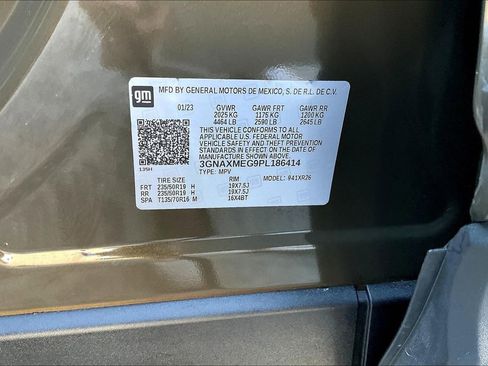 gm
MFD BY GENERAL MOTORS DE MEXICO, S. DE R.L. DE C.V.
01/23 GVWR GAWR FRT GAWR RR
2025 KG 1175 KG 1200 KG
4464 LB 2590 LB 2645 LB
THIS VEHICLE CONFORMS TO ALL
APPLICABLE U.S. FEDERAL MOTOR
VEHICLE SAFETY, BUMPER, AND
THEFT PREVENTION STANDARDS IN
EFFECT ON THE DATE OF
MANUFACTURE SHOWN ABOVE.
3GNAXMEG9PL186414
135H TYPE: MPV MODEL: 941XR26
TIRE SIZE RIM
FRT 235/50R19 H 19X7.5J
RR 235/50R19 H 19X7.5J
SPA T135/70R16 M 16X4BT